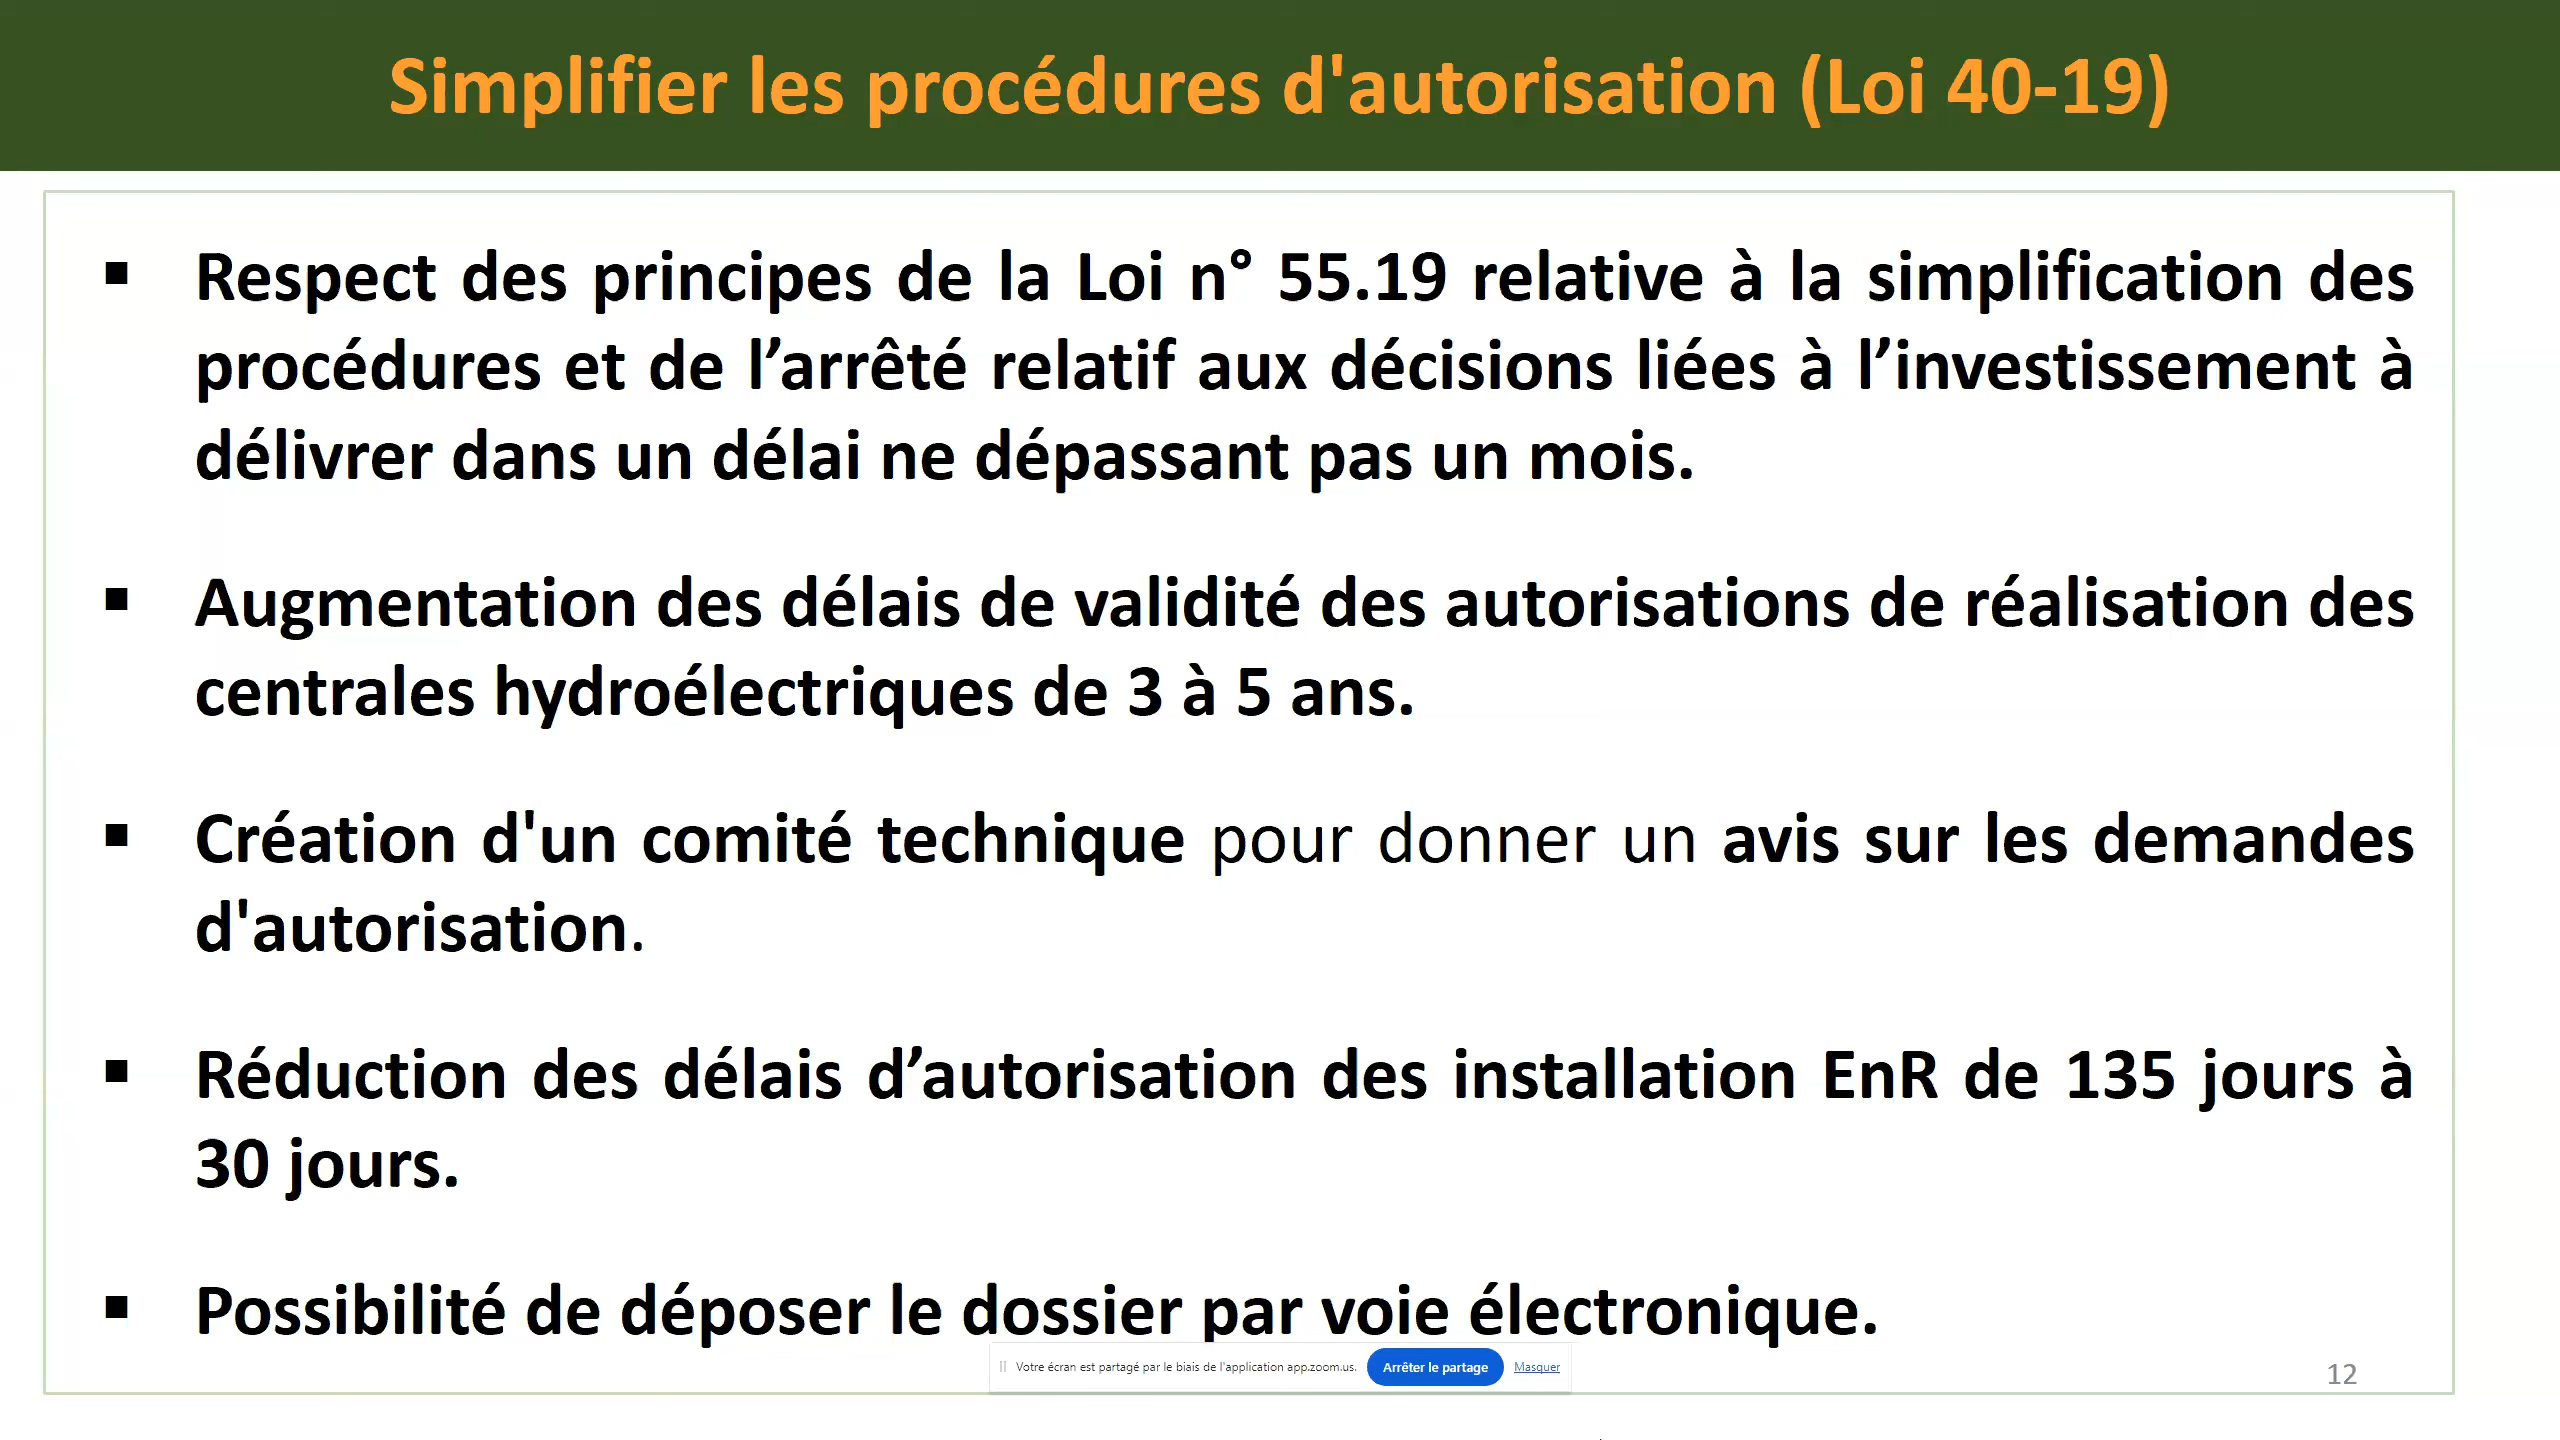 Simplifier les procédures d'autorisation (Loi 40-19)
▪ Respect des principes de la Loi n° 55.19 relative à la simplification des
procédures et de l’arrêté relatif aux décisions liées à l’investissement à
délivrer dans un délai ne dépassant pas un mois.
▪ Augmentation des délais de validité des autorisations de réalisation des
centrales hydroélectriques de 3 à 5 ans.
▪ Création d'un comité technique pour donner un avis sur les demandes
d'autorisation.
▪ Réduction des délais d’autorisation des installation EnR de 135 jours à
30 jours.
▪ Possibilité de déposer le dossier par voie électronique.
Votre écran est partagé par le biais de l'application app.zoom.us. Arrêter le partage Masquer
12